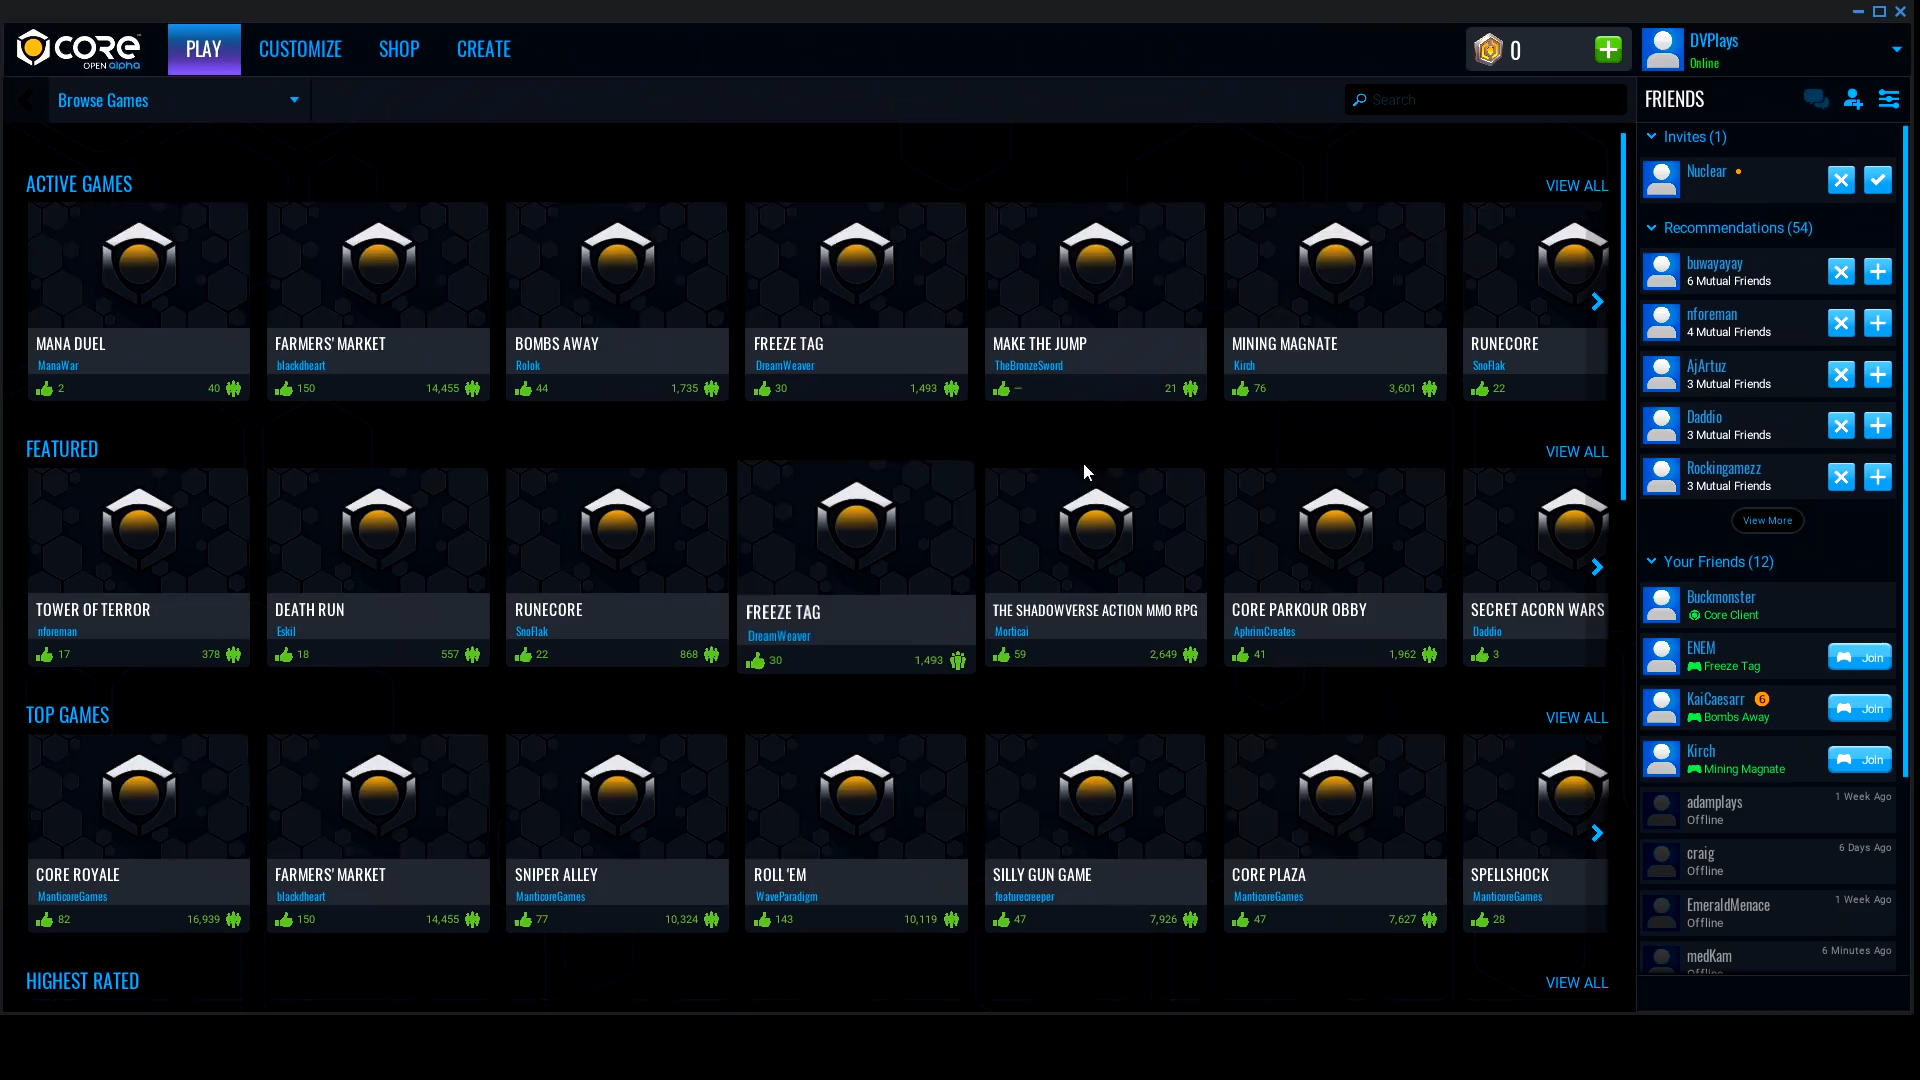 CORE
OPEN alpha
PLAY
CUSTOMIZE
SHOP
CREATE
0
DVPlays
Online
Browse Games
Search
FRIENDS
ACTIVE GAMES
VIEW ALL
MANA DUEL
ManaWar
2
40
FARMERS' MARKET
blackdheart
150
14,455
BOMBS AWAY
Rolok
44
1,735
FREEZE TAG
DreamWeaver
30
1,493
MAKE THE JUMP
TheBronzeSword
–
21
MINING MAGNATE
Kirch
76
3,601
RUNECORE
SnoFlak
22
FEATURED
VIEW ALL
TOWER OF TERROR
nforeman
17
378
DEATH RUN
Eskil
18
557
RUNECORE
SnoFlak
22
868
FREEZE TAG
DreamWeaver
30
1,493
THE SHADOWVERSE ACTION MMO RPG
Morticai
59
2,649
CORE PARKOUR OBBY
AphrimCreates
41
1,962
SECRET ACORN WARS
Daddio
3
TOP GAMES
VIEW ALL
CORE ROYALE
ManticoreGames
82
16,939
FARMERS' MARKET
blackdheart
150
14,455
SNIPER ALLEY
ManticoreGames
77
10,324
ROLL 'EM
WaveParadigm
143
10,119
SILLY GUN GAME
featurecreeper
47
7,926
CORE PLAZA
ManticoreGames
47
7,627
SPELLSHOCK
ManticoreGames
28
HIGHEST RATED
VIEW ALL
Invites (1)
Nuclear
Recommendations (54)
buwayayay
6 Mutual Friends
nforeman
4 Mutual Friends
AjArtuz
3 Mutual Friends
Daddio
3 Mutual Friends
Rockingamezz
3 Mutual Friends
View More
Your Friends (12)
Buckmonster
Core Client
ENEM
Freeze Tag
Join
KaiCaesarr 6
Bombs Away
Join
Kirch
Mining Magnate
Join
adamplays
1 Week Ago
Offline
craig
6 Days Ago
Offline
EmeraldMenace
1 Week Ago
Offline
medKam
6 Minutes Ago
Offline